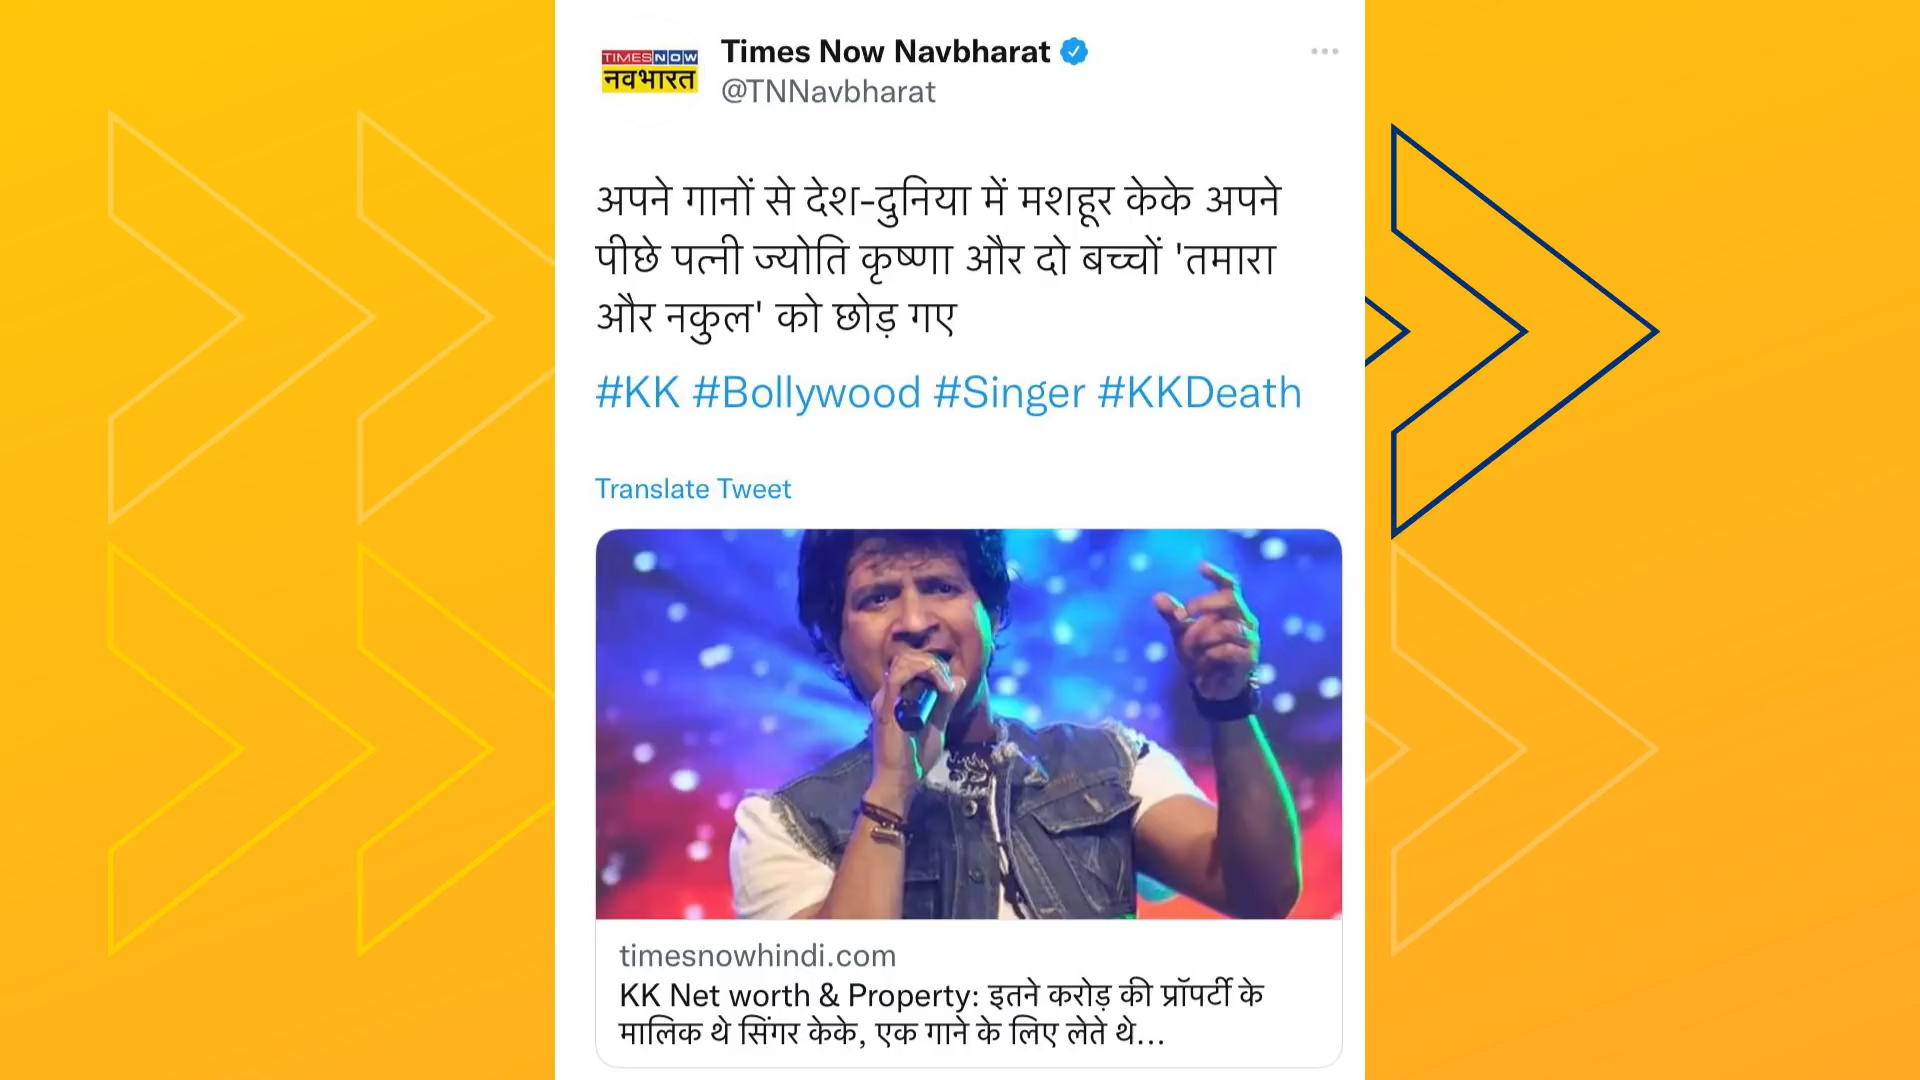 TIMES NOW
नवभारत
Times Now Navbharat
@TNNavbharat
अपने गानों से देश-दुनिया में मशहूर केके अपने
पीछे पत्नी ज्योति कृष्णा और दो बच्चों 'तमारा
और नकुल' को छोड़ गए
#KK #Bollywood #Singer #KKDeath
Translate Tweet
timesnowhindi.com
KK Net worth & Property: इतने करोड़ की प्रॉपर्टी के
मालिक थे सिंगर केके, एक गाने के लिए लेते थे...